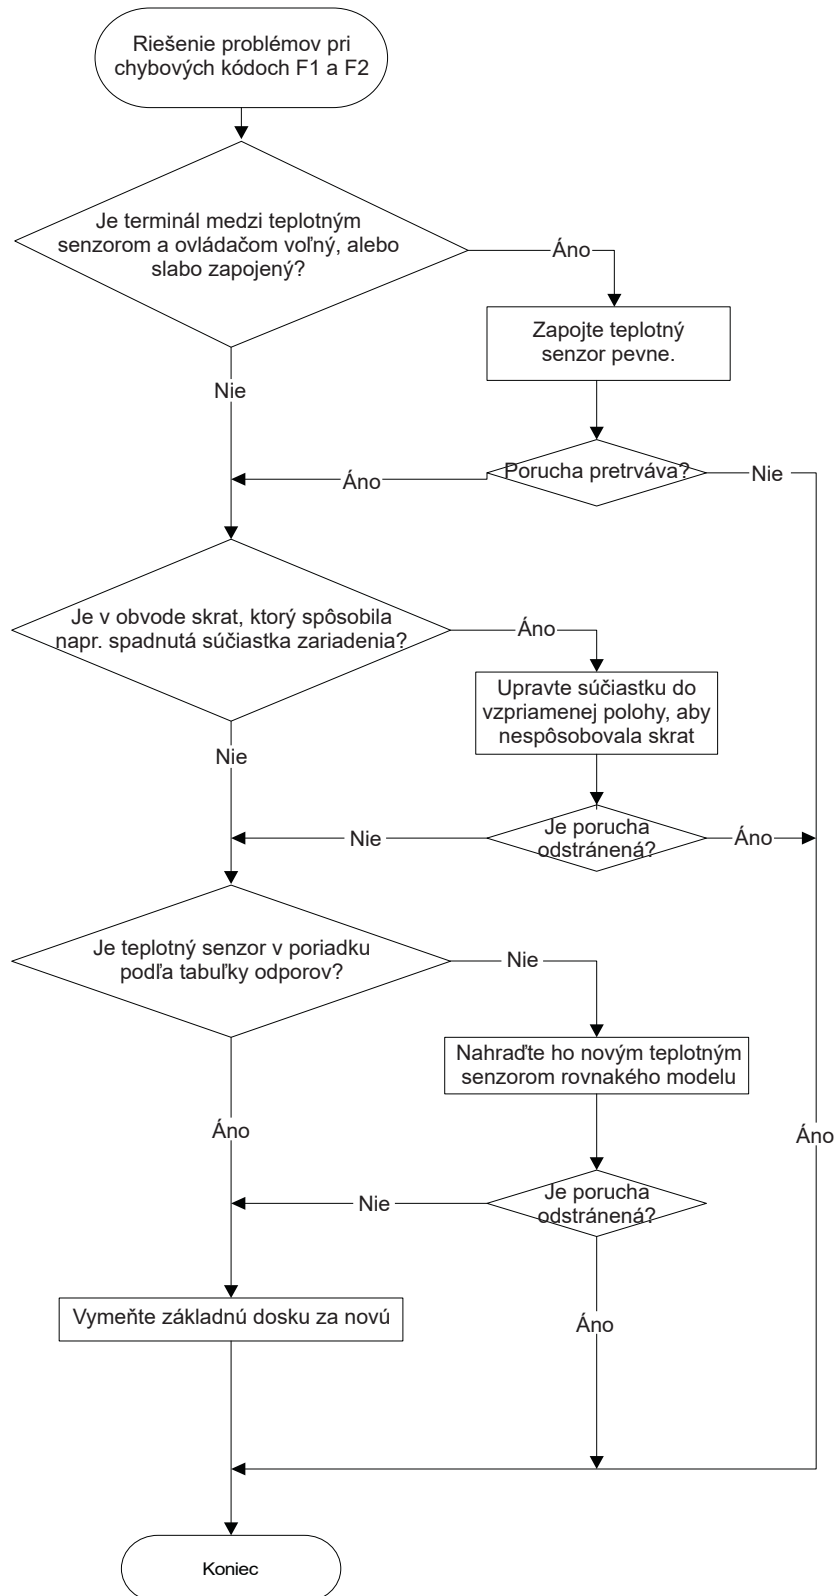 Riešenie problémov pri
chybových kódoch F1 a F2
Je terminál medzi teplotným
senzorom a ovládačom voľný, alebo
slabo zapojený?
Áno
Zapojte teplotný
senzor pevne.
Nie
Porucha pretrváva?
Nie
Áno
Je v obvode skrat, ktorý spôsobila
napr. spadnutá súčiastka zariadenia?
Áno
Upravte súčiastku do
vzpriamenej polohy, aby
nespôsobovala skrat
Nie
Je porucha
odstránená?
Nie
Áno
Je teplotný senzor v poriadku
podľa tabuľky odporov?
Nie
Nahraďte ho novým teplotným
senzorom rovnakého modelu
Áno
Áno
Je porucha
odstránená?
Nie
Vymeňte základnú dosku za novú
Áno
Koniec